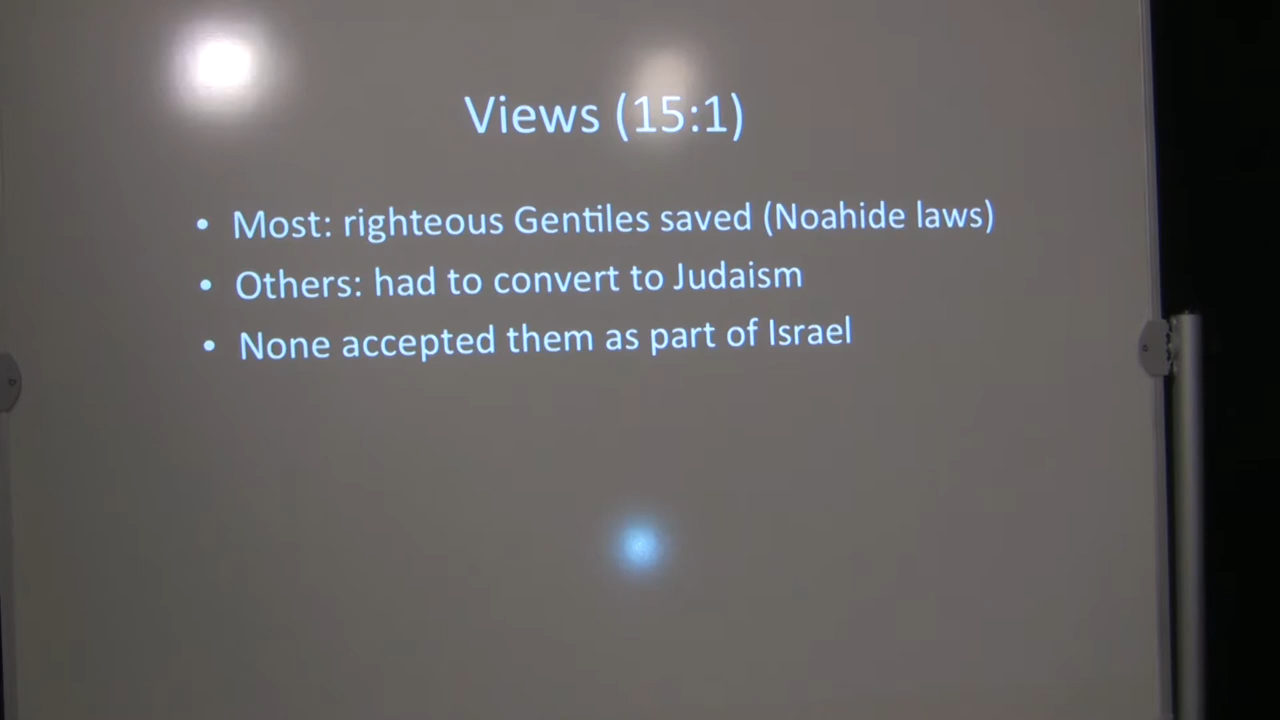 Views (15:1)
• Most: righteous Gentiles saved (Noahide laws)
• Others: had to convert to Judaism
• None accepted them as part of Israel